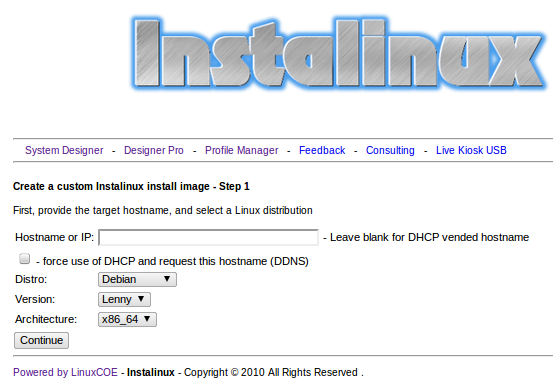 Instalinux
System Designer - Designer Pro - Profile Manager - Feedback - Consulting - Live Kiosk USB
Create a custom Instalinux install image - Step 1
First, provide the target hostname, and select a Linux distribution
Hostname or IP: - Leave blank for DHCP vended hostname
- force use of DHCP and request this hostname (DDNS)
Distro: Debian
Version: Lenny
Architecture: x86_64
Continue
Powered by LinuxCOE - Instalinux - Copyright © 2010 All Rights Reserved .